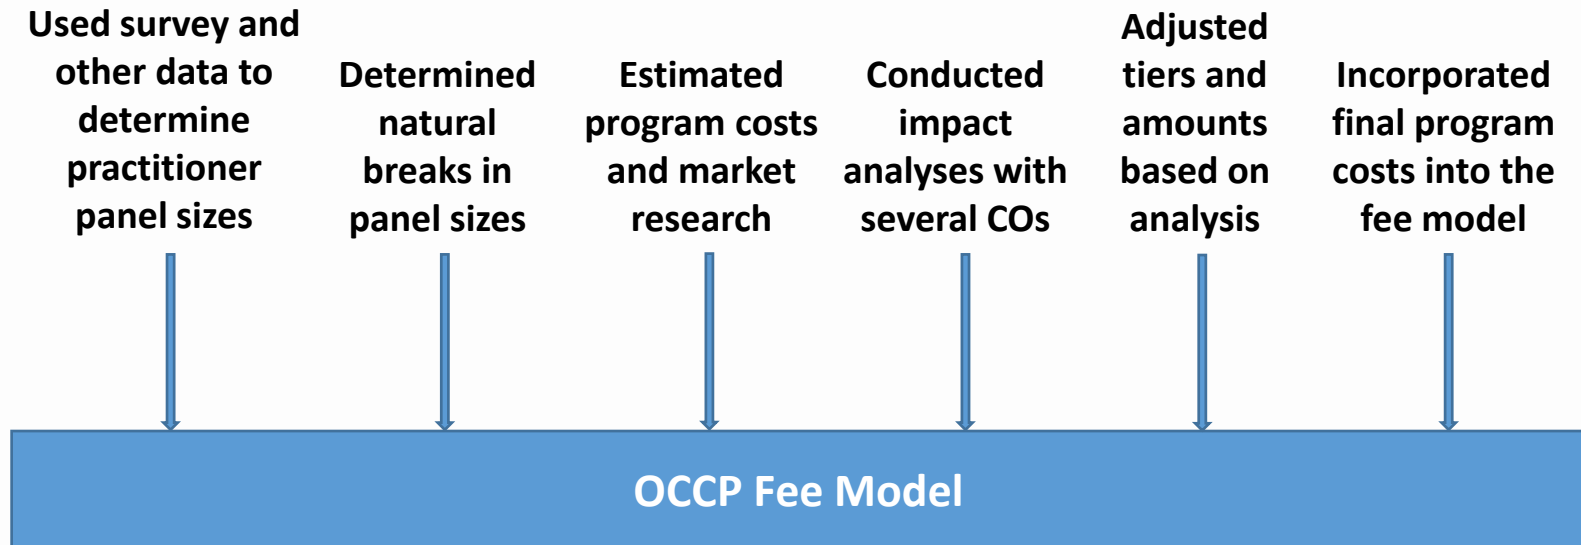 Used survey and
other data to
determine
practitioner
panel sizes
Determined
natural
breaks in
panel sizes
Estimated
program costs
and market
research
Conducted
impact
analyses with
several COs
Adjusted
tiers and
amounts
based on
analysis
Incorporated
final program
costs into the
fee model
OCCP Fee Model